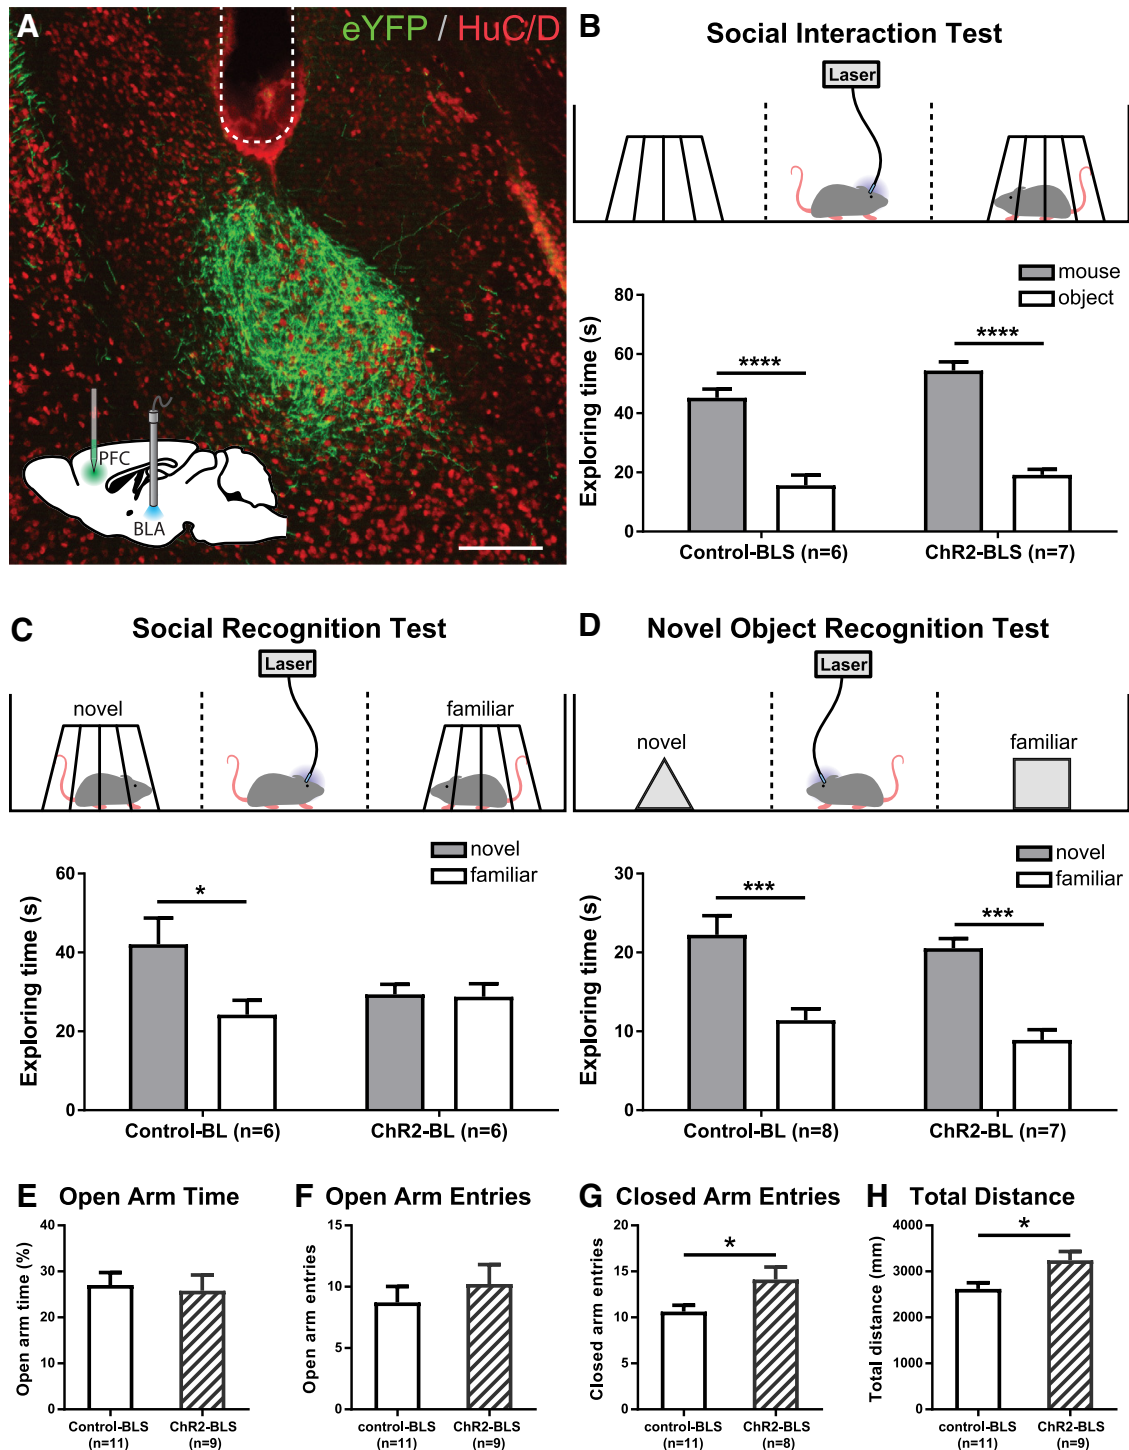 A
eYFP / HuC/D
PFC
BLA
B
Social Interaction Test
Laser
mouse
object
Exploring time (s)
80
60
40
20
0
****
****
Control-BLS (n=6)
ChR2-BLS (n=7)
C
Social Recognition Test
Laser
novel
familiar
novel
familiar
Exploring time (s)
60
40
20
0
*
Control-BL (n=6)
ChR2-BL (n=6)
D
Novel Object Recognition Test
Laser
novel
familiar
novel
familiar
Exploring time (s)
30
20
10
0
***
***
Control-BL (n=8)
ChR2-BL (n=7)
E
Open Arm Time
Open arm time (%)
40
30
20
10
0
Control-BLS
(n=11)
ChR2-BLS
(n=9)
F
Open Arm Entries
Open arm entries
15
10
5
0
control-BLS
(n=11)
ChR2-BLS
(n=9)
G
Closed Arm Entries
Closed arm entries
20
15
10
5
0
*
control-BLS
(n=11)
ChR2-BLS
(n=8)
H
Total Distance
Total distance (mm)
4000
3000
2000
1000
0
*
Control-BLS
(n=11)
ChR2-BLS
(n=9)